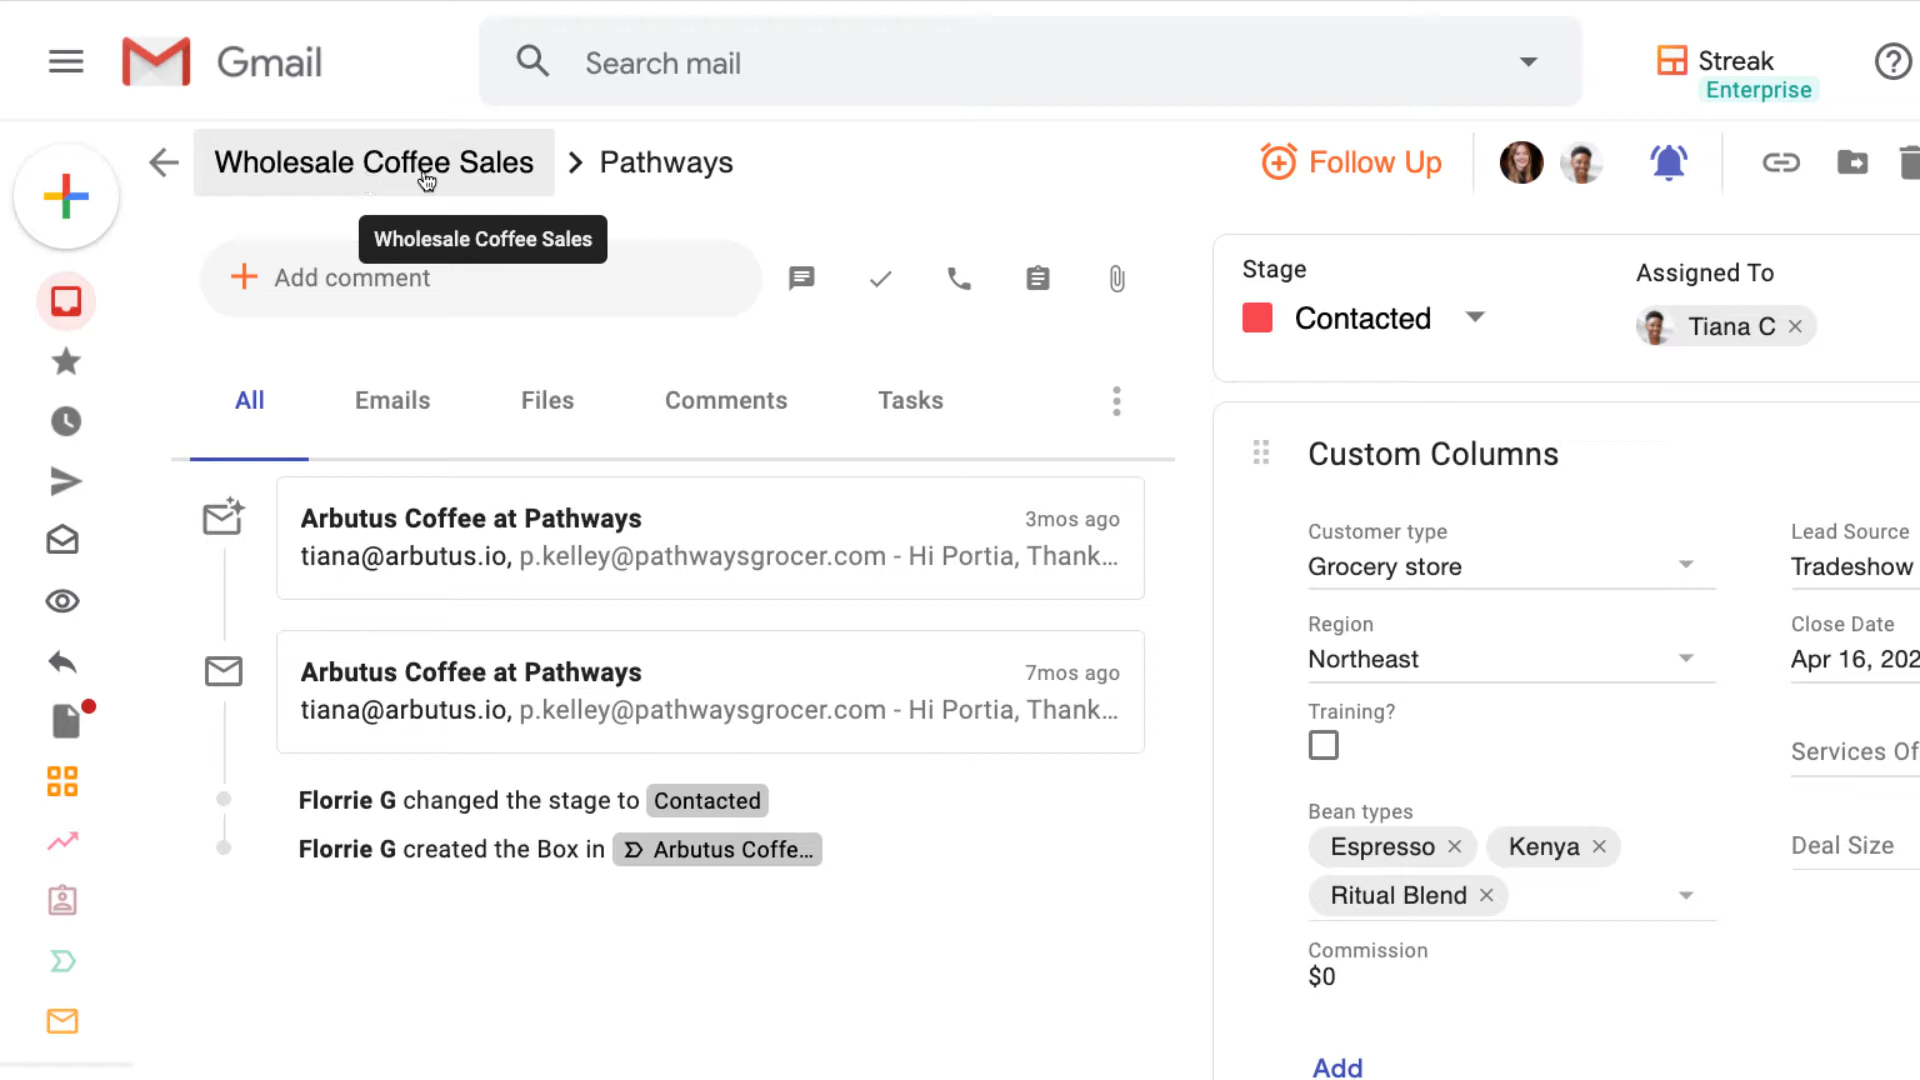 Gmail
Search mail
Streak
Enterprise
Wholesale Coffee Sales
Pathways
Follow Up
Wholesale Coffee Sales
Add comment
All
Emails
Files
Comments
Tasks
Arbutus Coffee at Pathways
3mos ago
tiana@arbutus.io, p.kelley@pathwaysgrocer.com - Hi Portia, Thank...
Arbutus Coffee at Pathways
7mos ago
tiana@arbutus.io, p.kelley@pathwaysgrocer.com - Hi Portia, Thank...
Florrie G changed the stage to Contacted
Florrie G created the Box in Arbutus Coffe...
Stage
Contacted
Assigned To
Tiana C
Custom Columns
Customer type
Grocery store
Lead Source
Tradeshow
Region
Northeast
Close Date
Apr 16, 202
Training?
Services Of
Bean types
Espresso
Kenya
Ritual Blend
Deal Size
Commission
$0
Add